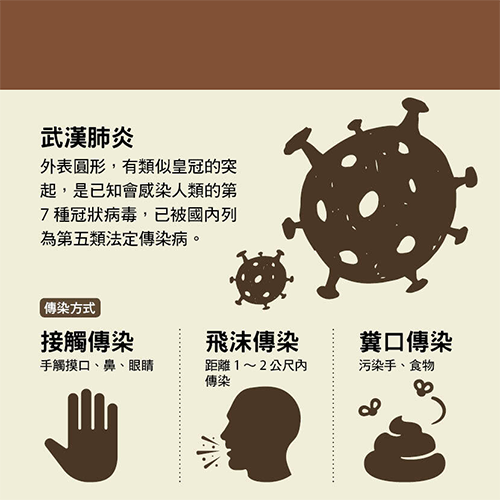 武漢肺炎
外表圓形，有類似皇冠的突
起，是已知會感染人類的第
7 種冠狀病毒，已被國內列
為第五類法定傳染病。
傳染方式
接觸傳染
手觸摸口、鼻、眼睛
飛沫傳染
距離 1～2 公尺內
傳染
糞口傳染
污染手、食物